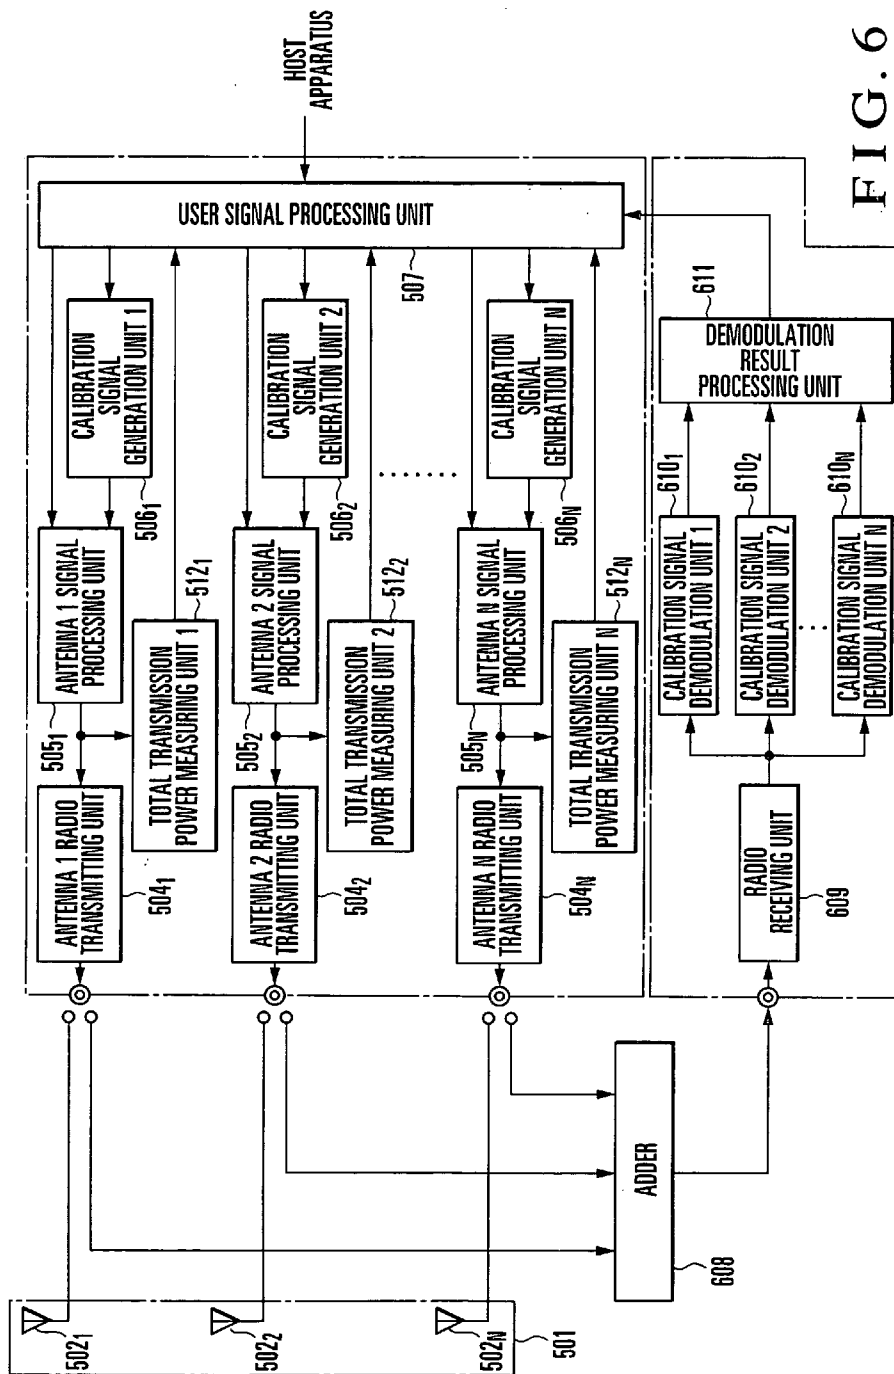 HOST
APPARATUS
USER SIGNAL PROCESSING UNIT
507
CALIBRATION
SIGNAL
GENERATION UNIT 1
506₁
CALIBRATION
SIGNAL
GENERATION UNIT 2
506₂
CALIBRATION
SIGNAL
GENERATION UNIT N
506N
ANTENNA 1 SIGNAL
PROCESSING UNIT
505₁
ANTENNA 2 SIGNAL
PROCESSING UNIT
505₂
ANTENNA N SIGNAL
PROCESSING UNIT
505N
TOTAL TRANSMISSION
POWER MEASURING UNIT 1
512₁
TOTAL TRANSMISSION
POWER MEASURING UNIT 2
512₂
TOTAL TRANSMISSION
POWER MEASURING UNIT N
512N
ANTENNA 1 RADIO
TRANSMITTING UNIT
504₁
ANTENNA 2 RADIO
TRANSMITTING UNIT
504₂
ANTENNA N RADIO
TRANSMITTING UNIT
504N
502₁
502₂
502N
501
ADDER
608
RADIO
RECEIVING UNIT
609
CALIBRATION SIGNAL
DEMODULATION UNIT 1
610₁
CALIBRATION SIGNAL
DEMODULATION UNIT 2
610₂
CALIBRATION SIGNAL
DEMODULATION UNIT N
610N
DEMODULATION
RESULT
PROCESSING UNIT
611
FIG. 6